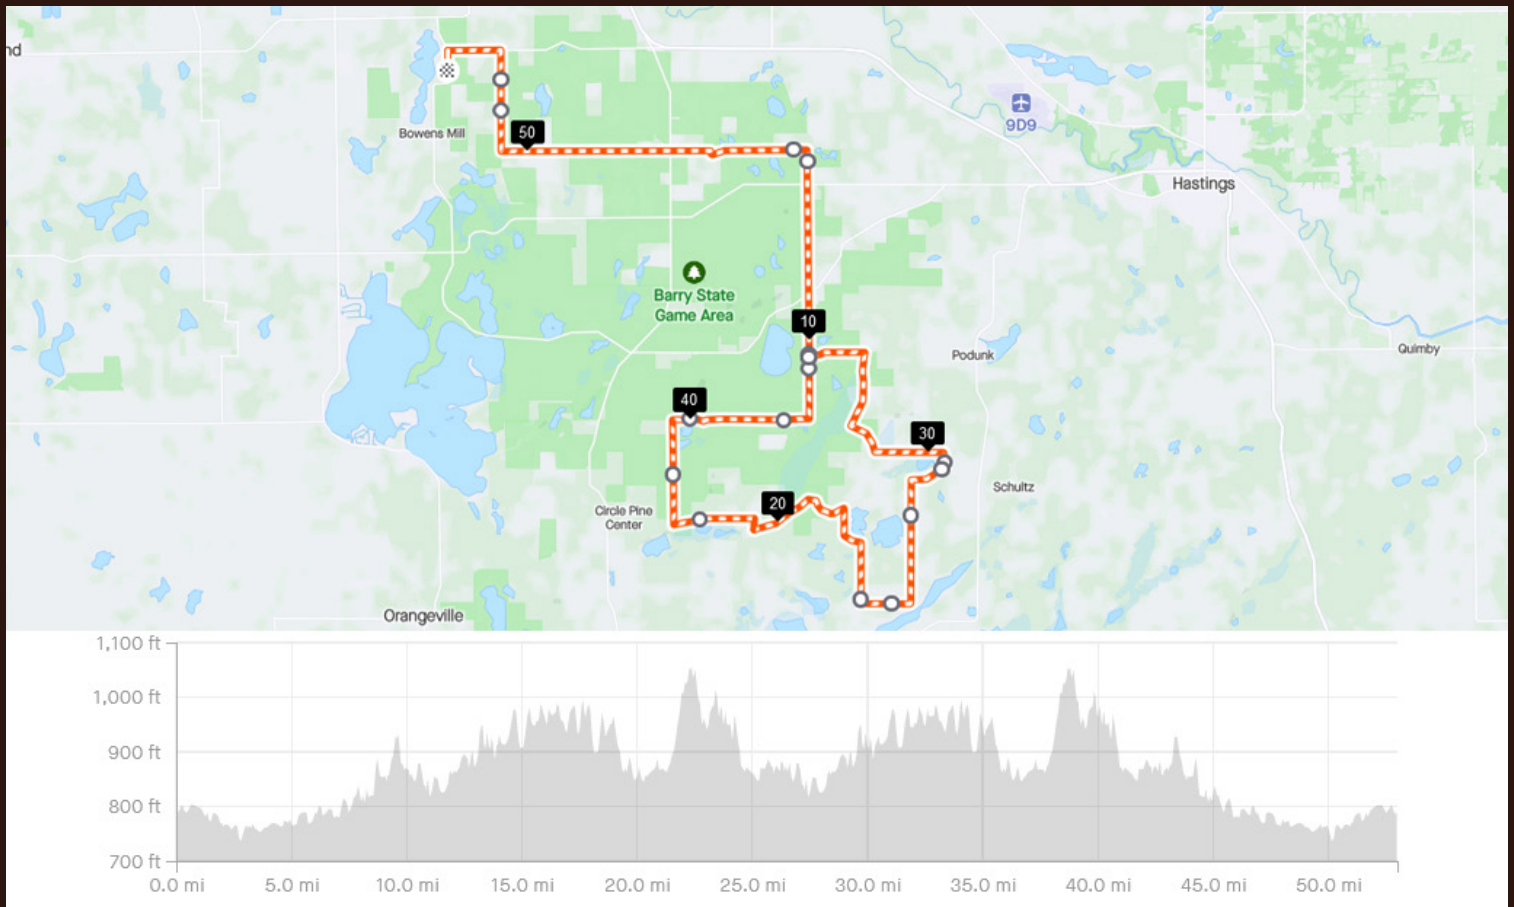 nd
Bowens Mill
50
9D9
Hastings
Barry State
Game Area
10
Podunk
Quimby
40
30
Schultz
20
Circle Pine
Center
Orangeville
1,100 ft
1,000 ft
900 ft
800 ft
700 ft
0.0 mi 5.0 mi 10.0 mi 15.0 mi 20.0 mi 25.0 mi 30.0 mi 35.0 mi 40.0 mi 45.0 mi 50.0 mi